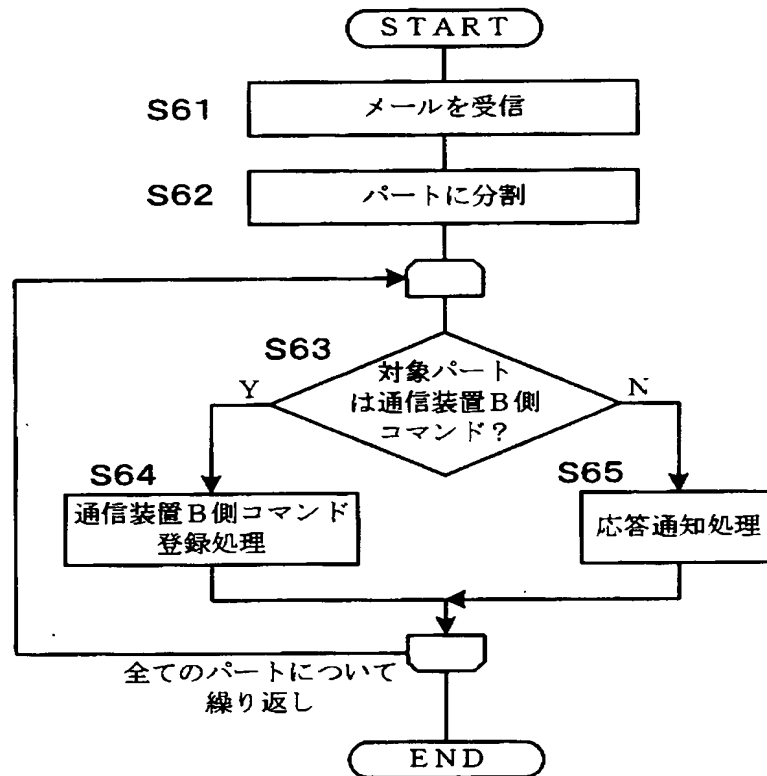 START
S61
メールを受信
S62
パートに分割
S63
対象パート
は通信装置B側
コマンド?
Y
N
S64
通信装置B側コマンド
登録処理
S65
応答通知処理
全てのパートについて
繰り返し
END